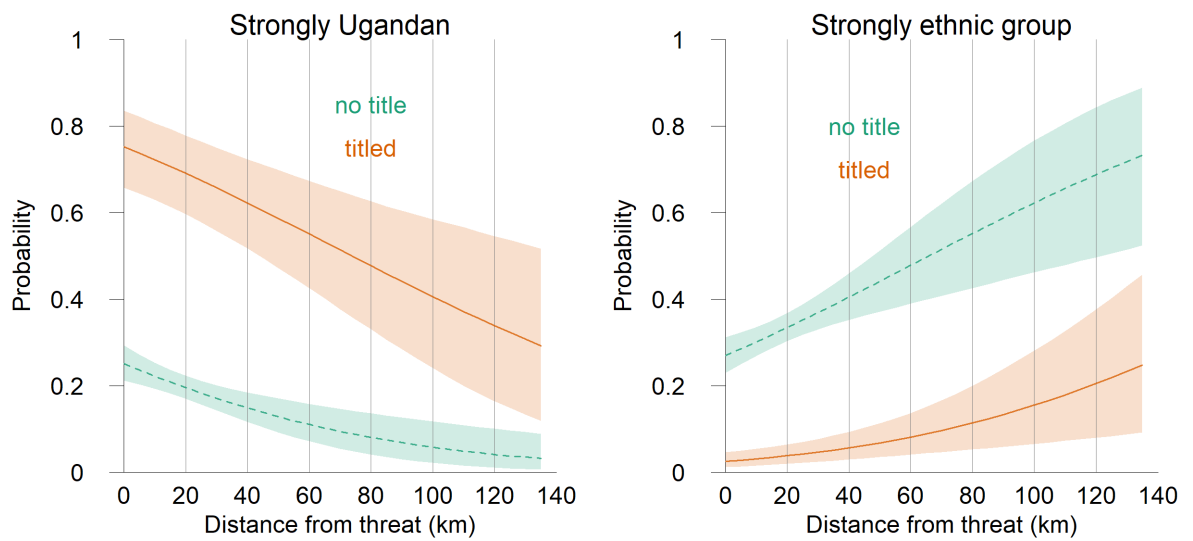 Strongly Ugandan
1
0.8
0.6
0.4
0.2
0
Probability
no title
titled
0 20 40 60 80 100 120 140
Distance from threat (km)
Strongly ethnic group
1
0.8
0.6
0.4
0.2
0
Probability
no title
titled
0 20 40 60 80 100 120 140
Distance from threat (km)